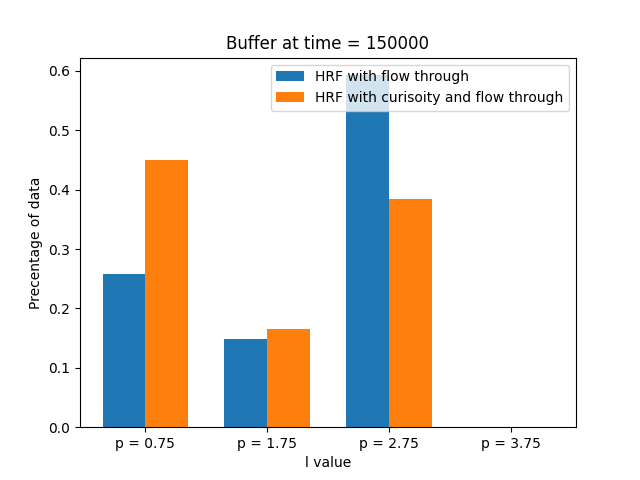 Buffer at time = 150000
HRF with flow through
HRF with curisoity and flow through
Precentage of data
0.6
0.5
0.4
0.3
0.2
0.1
0.0
p = 0.75 p = 1.75 p = 2.75 p = 3.75
l value